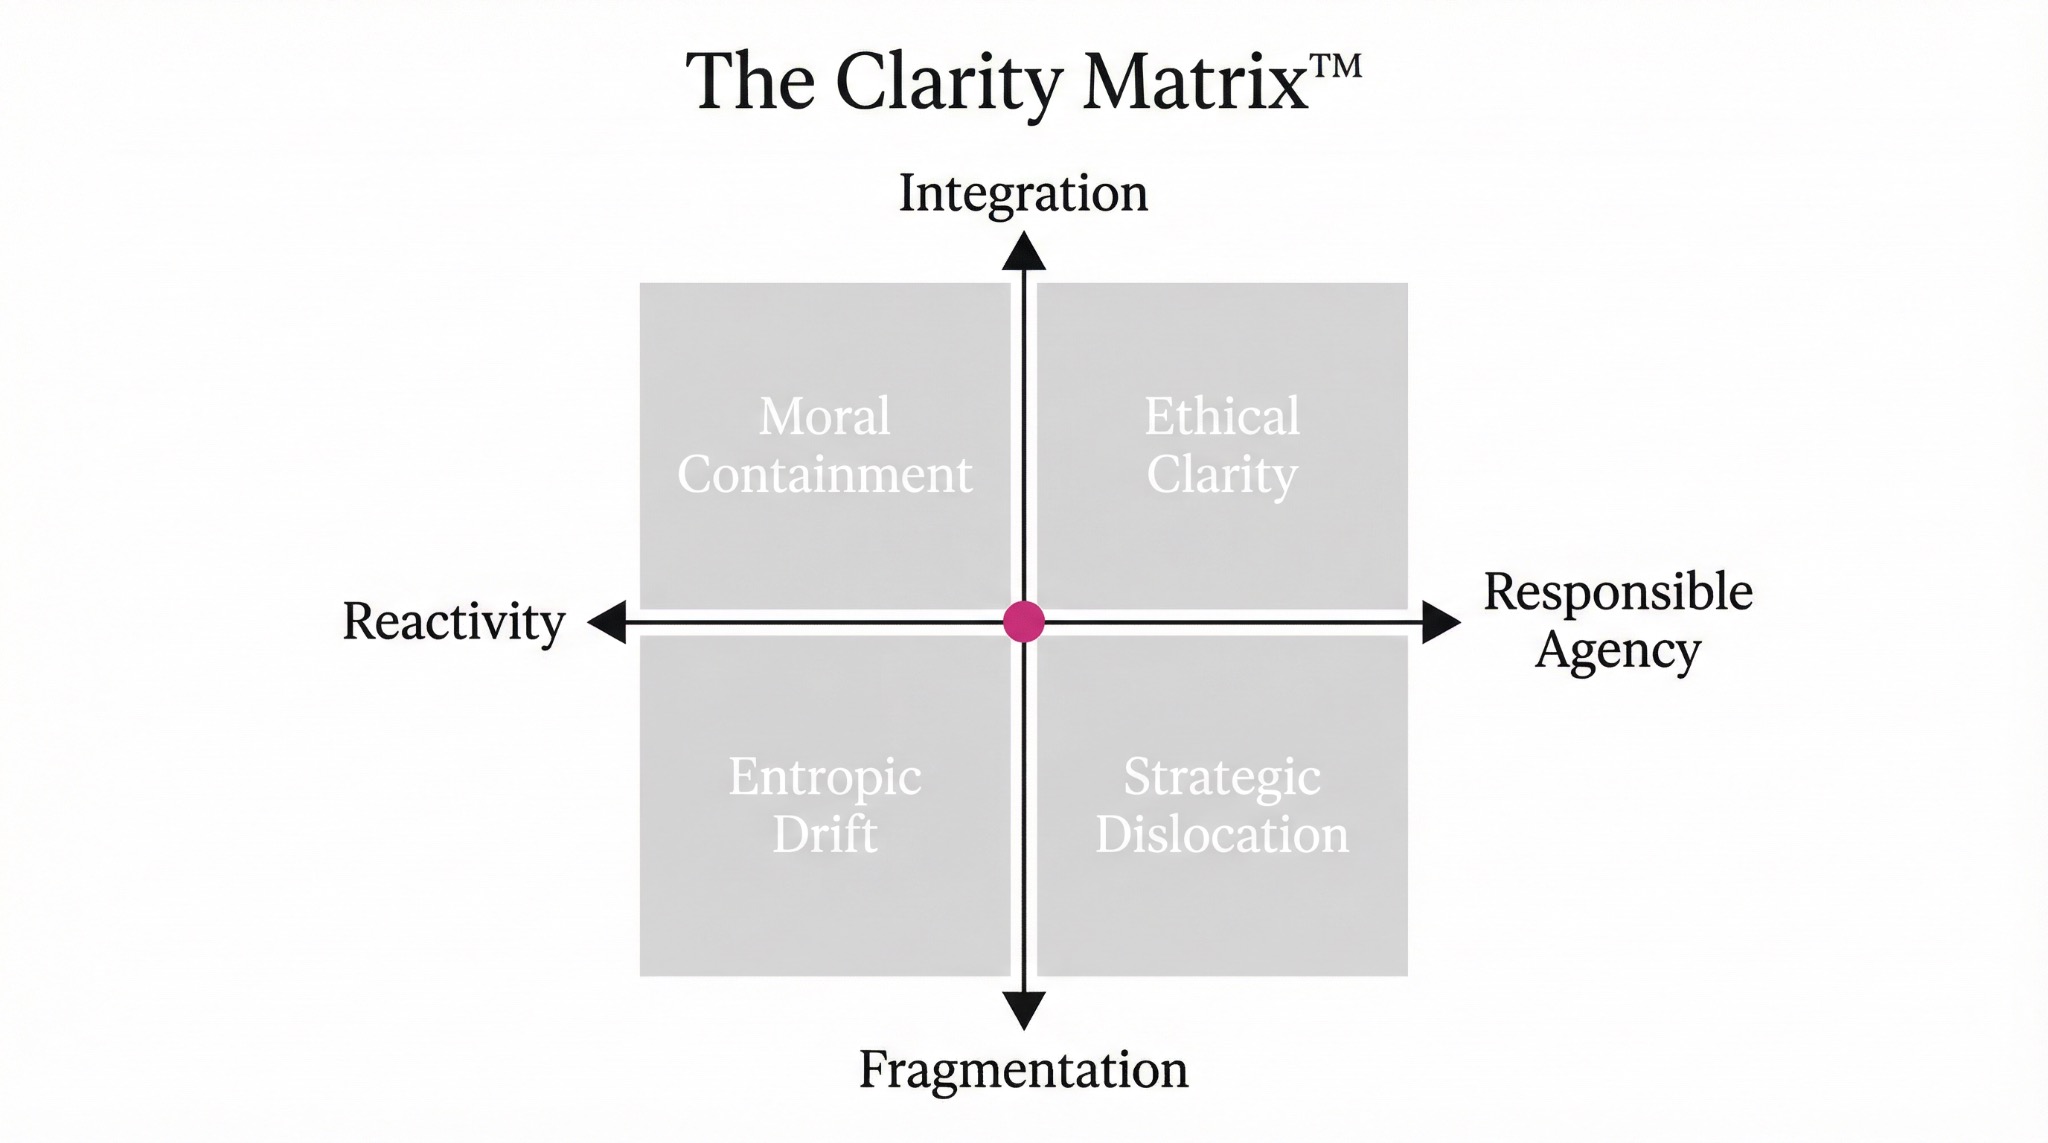 The Clarity Matrix™
Integration
Moral
Containment
Ethical
Clarity
Reactivity
Responsible
Agency
Entropic
Drift
Strategic
Dislocation
Fragmentation